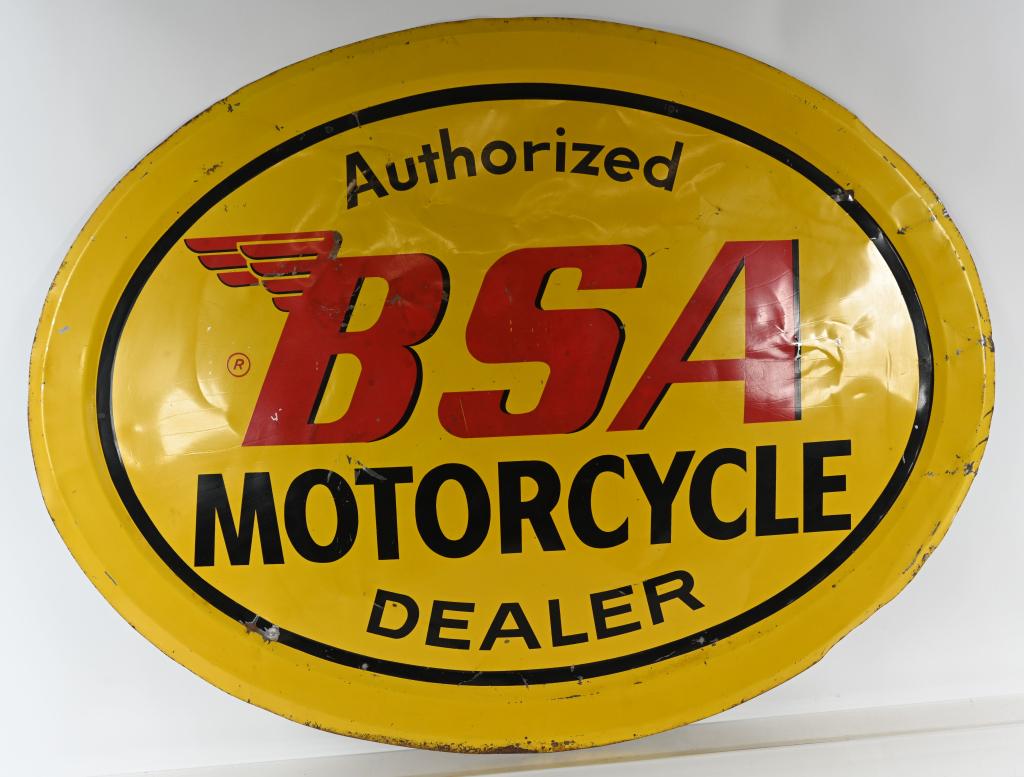 Authorized
BSA
®
MOTORCYCLE
DEALER